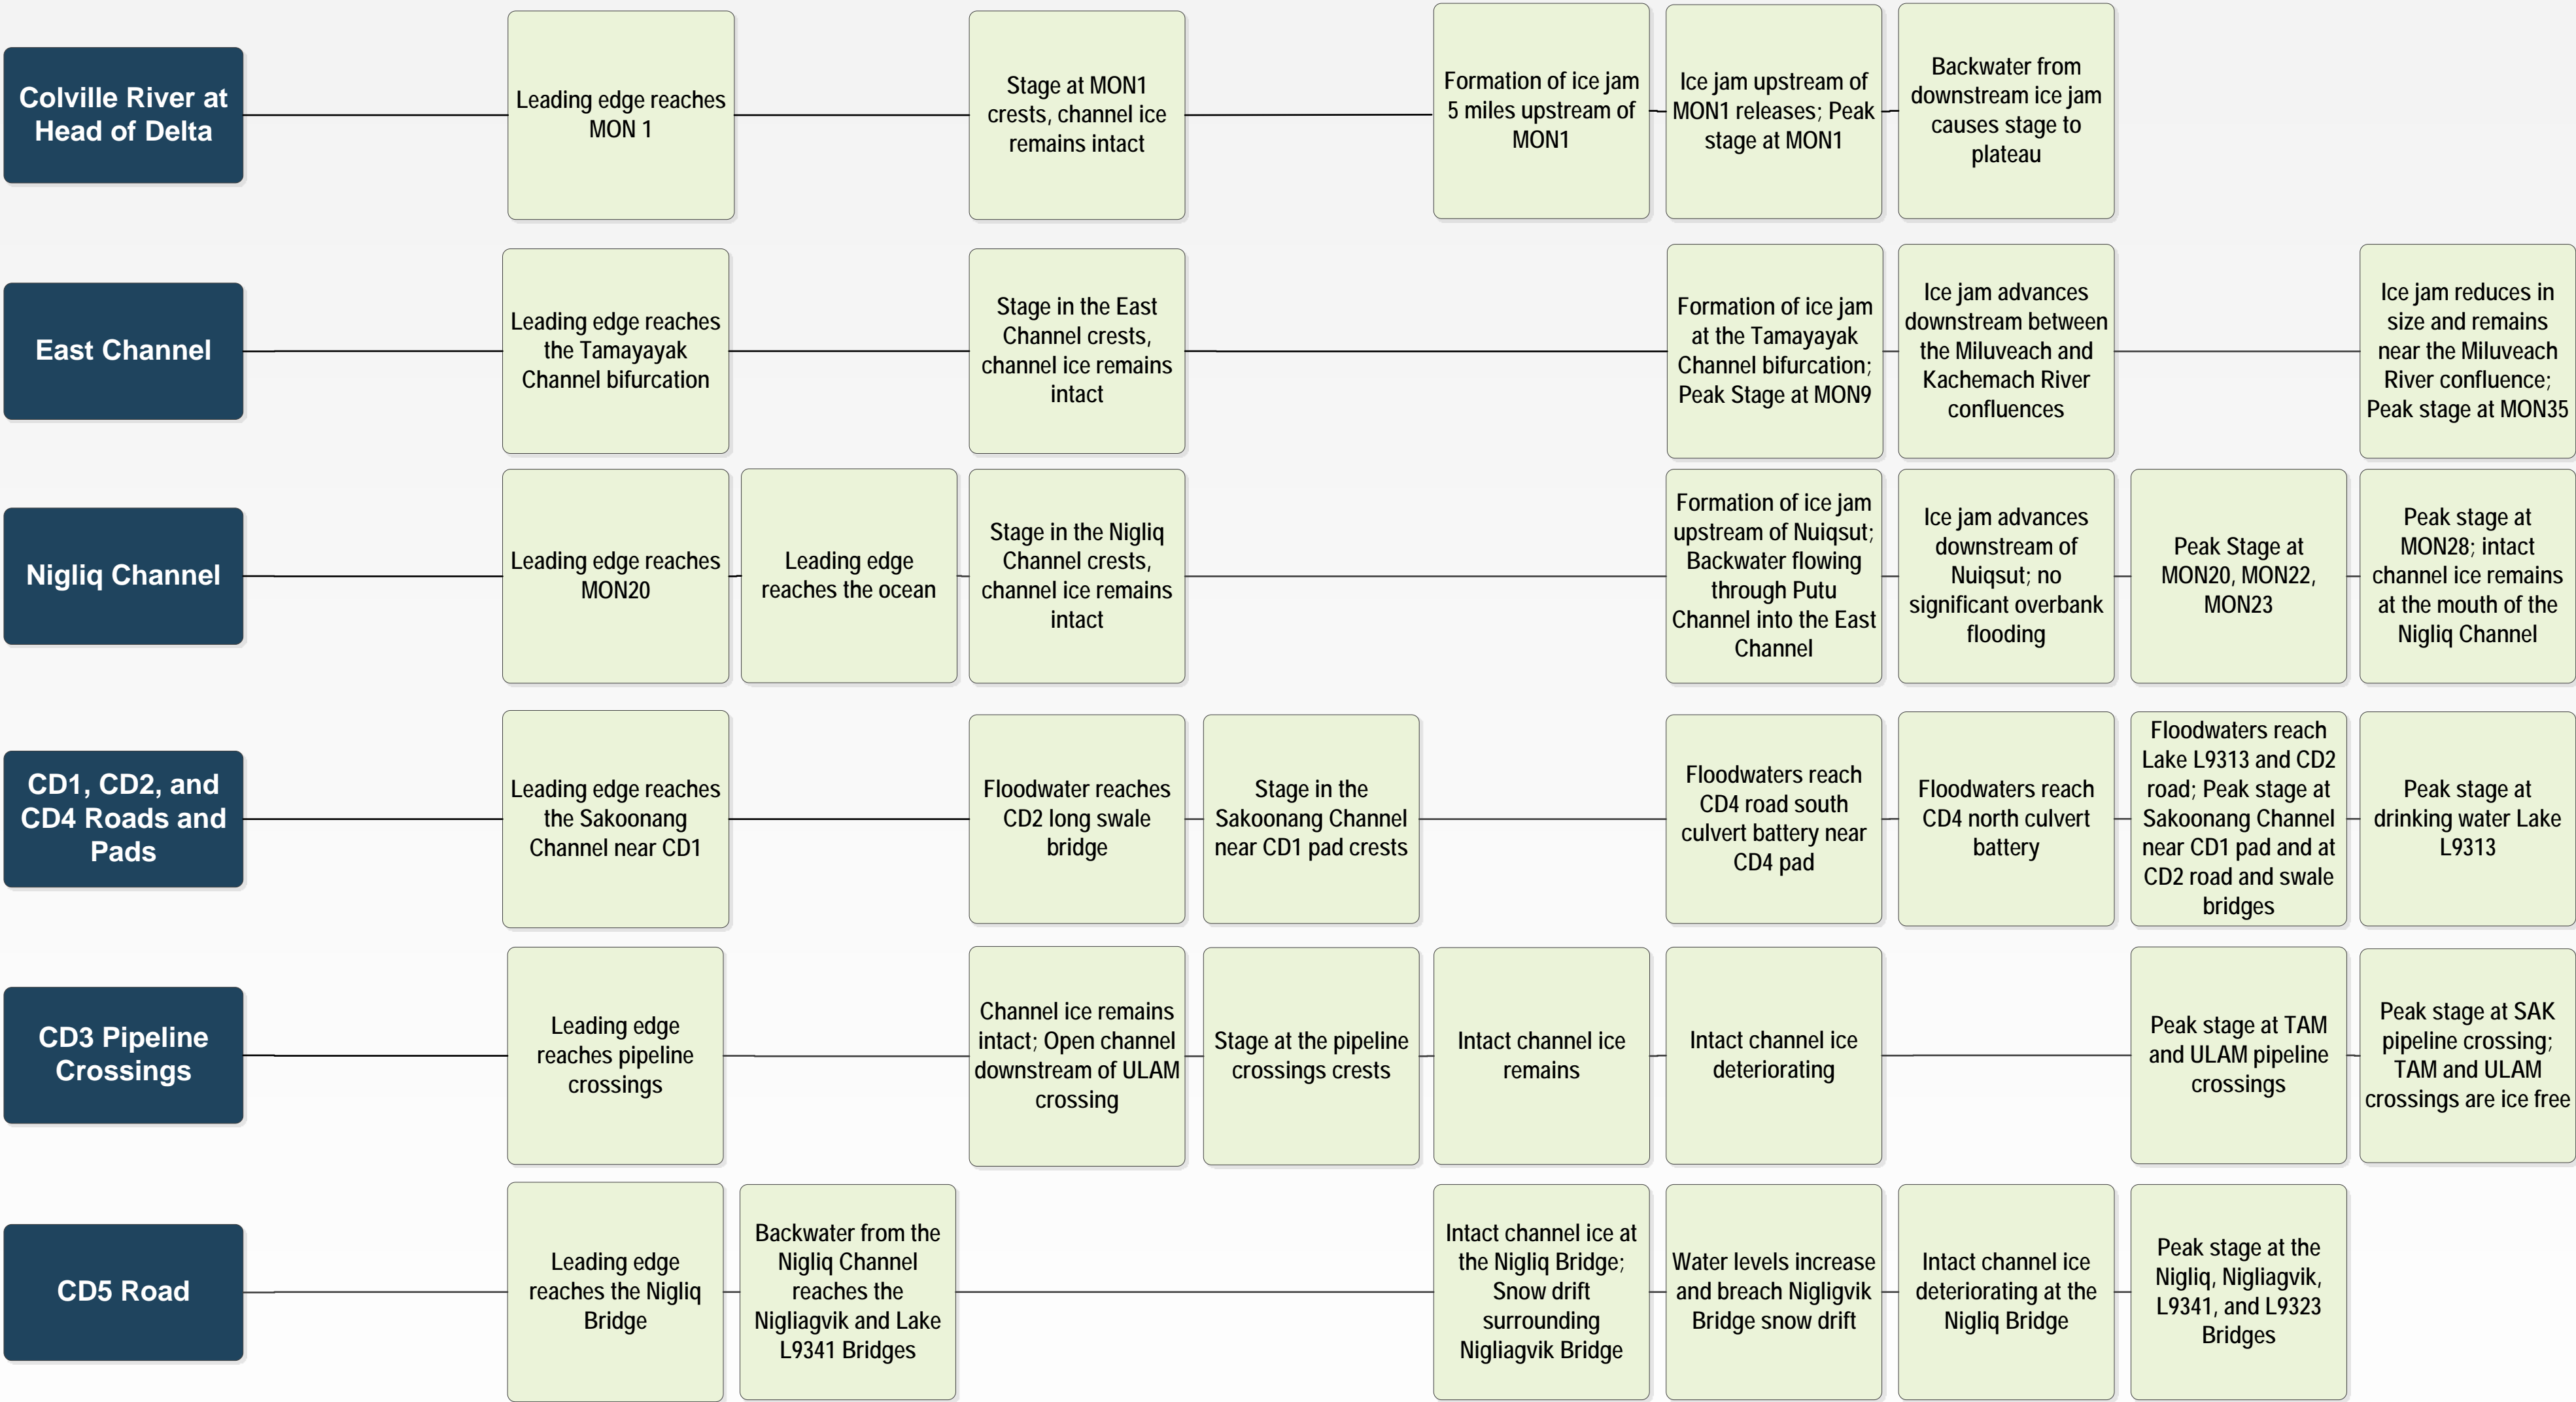 Colville River at
Head of Delta
Leading edge reaches
MON 1
Stage at MON1
crests, channel ice
remains intact
Formation of ice jam
5 miles upstream of
MON1
Ice jam upstream of
MON1 releases; Peak
stage at MON1
Backwater from
downstream ice jam
causes stage to
plateau
East Channel
Leading edge reaches
the Tamayayak
Channel bifurcation
Stage in the East
Channel crests,
channel ice remains
intact
Formation of ice jam
at the Tamayayak
Channel bifurcation;
Peak Stage at MON9
Ice jam advances
downstream between
the Miluveach and
Kachemach River
confluences
Ice jam reduces in
size and remains
near the Miluveach
River confluence;
Peak stage at MON35
Nigliq Channel
Leading edge reaches
MON20
Leading edge
reaches the ocean
Stage in the Nigliq
Channel crests,
channel ice remains
intact
Formation of ice jam
upstream of Nuiqsut;
Backwater flowing
through Putu
Channel into the East
Channel
Ice jam advances
downstream of
Nuiqsut; no
significant overbank
flooding
Peak Stage at
MON20, MON22,
MON23
Peak stage at
MON28; intact
channel ice remains
at the mouth of the
Nigliq Channel
CD1, CD2, and
CD4 Roads and
Pads
Leading edge reaches
the Sakoonang
Channel near CD1
Floodwater reaches
CD2 long swale
bridge
Stage in the
Sakoonang Channel
near CD1 pad crests
Floodwaters reach
CD4 road south
culvert battery near
CD4 pad
Floodwaters reach
CD4 north culvert
battery
Floodwaters reach
Lake L9313 and CD2
road; Peak stage at
Sakoonang Channel
near CD1 pad and at
CD2 road and swale
bridges
Peak stage at
drinking water Lake
L9313
CD3 Pipeline
Crossings
Leading edge
reaches pipeline
crossings
Channel ice remains
intact; Open channel
downstream of ULAM
crossing
Stage at the pipeline
crossings crests
Intact channel ice
remains
Intact channel ice
deteriorating
Peak stage at TAM
and ULAM pipeline
crossings
Peak stage at SAK
pipeline crossing;
TAM and ULAM
crossings are ice free
CD5 Road
Leading edge
reaches the Nigliq
Bridge
Backwater from the
Nigliq Channel
reaches the
Nigliagvik and Lake
L9341 Bridges
Intact channel ice at
the Nigliq Bridge;
Snow drift
surrounding
Nigliagvik Bridge
Water levels increase
and breach Nigligvik
Bridge snow drift
Intact channel ice
deteriorating at the
Nigliq Bridge
Peak stage at the
Nigliq, Nigliagvik,
L9341, and L9323
Bridges